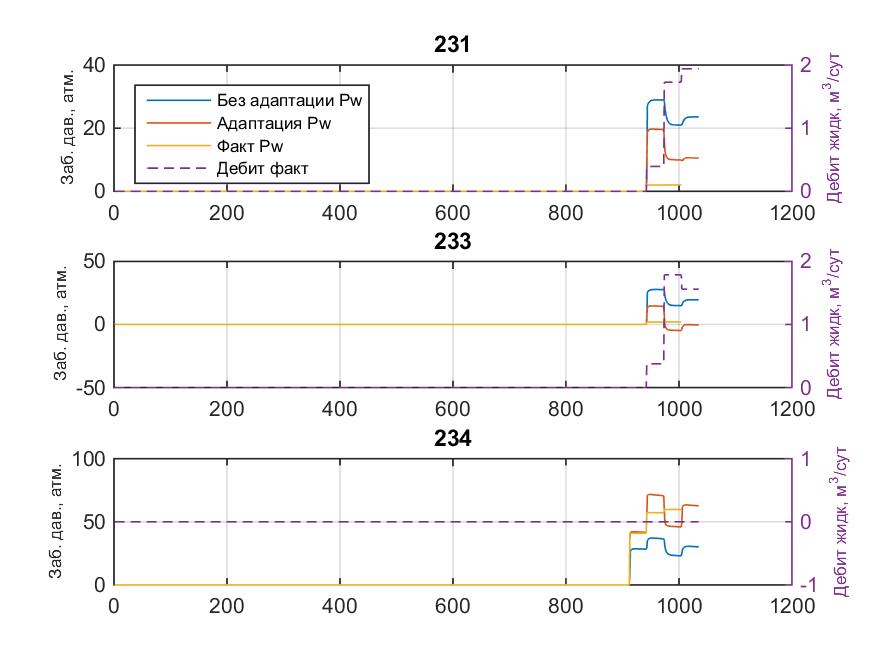 231
40
20
0
Заб. дав., атм.
Без адаптации Pw
Адаптация Pw
Факт Pw
Дебит факт
2
1
0
Дебит жидк, м³/сут
0 200 400 600 800 1000 1200
233
50
0
-50
Заб. дав., атм.
2
1
0
Дебит жидк, м³/сут
0 200 400 600 800 1000 1200
234
100
50
0
Заб. дав., атм.
1
0
-1
Дебит жидк, м³/сут
0 200 400 600 800 1000 1200